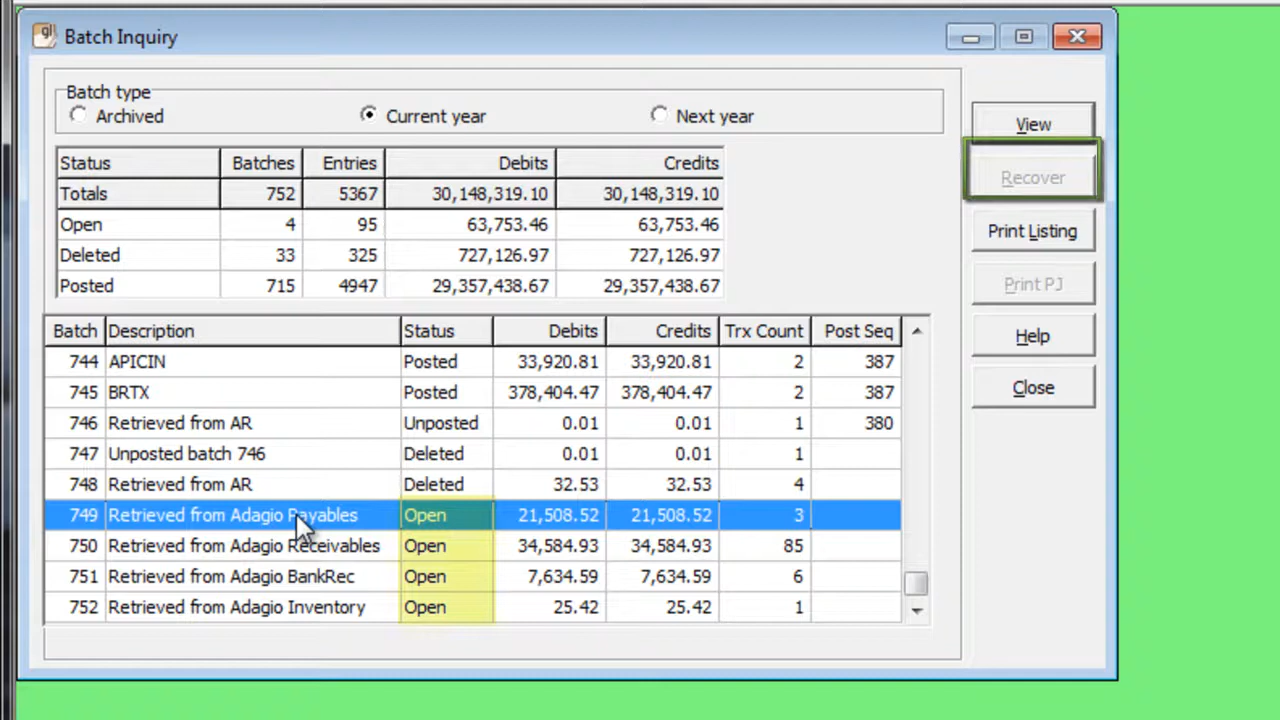 gl Batch Inquiry
Batch type
Archived Current year Next year
View
Recover
Print Listing
Print PJ
Help
Close
Status Batches Entries Debits Credits
Totals 752 5367 30,148,319.10 30,148,319.10
Open 4 95 63,753.46 63,753.46
Deleted 33 325 727,126.97 727,126.97
Posted 715 4947 29,357,438.67 29,357,438.67
Batch Description Status Debits Credits Trx Count Post Seq
744 APICIN Posted 33,920.81 33,920.81 2 387
745 BRTX Posted 378,404.47 378,404.47 2 387
746 Retrieved from AR Unposted 0.01 0.01 1 380
747 Unposted batch 746 Deleted 0.01 0.01 1
748 Retrieved from AR Deleted 32.53 32.53 4
749 Retrieved from Adagio Payables Open 21,508.52 21,508.52 3
750 Retrieved from Adagio Receivables Open 34,584.93 34,584.93 85
751 Retrieved from Adagio BankRec Open 7,634.59 7,634.59 6
752 Retrieved from Adagio Inventory Open 25.42 25.42 1